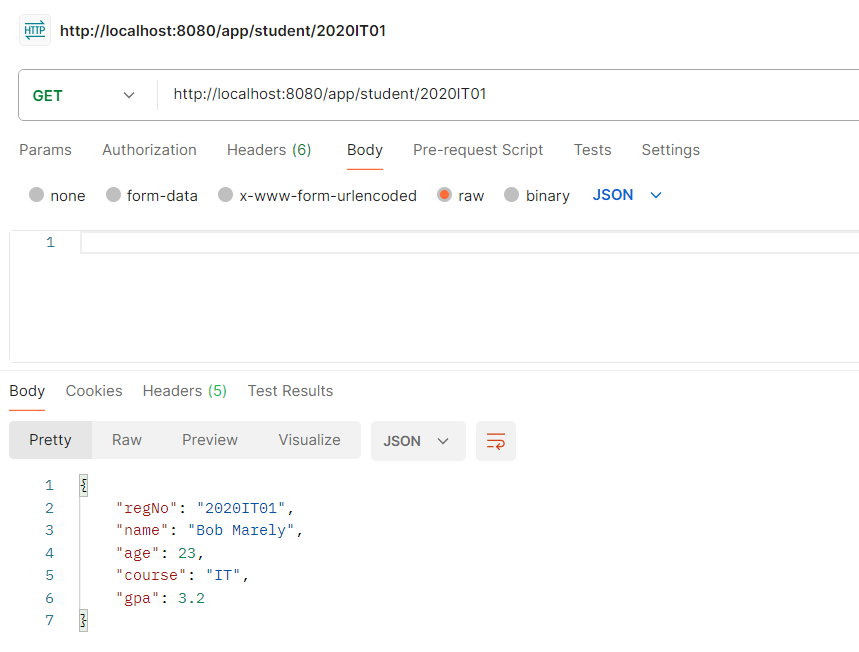 HTTP http://localhost:8080/app/student/2020IT01
GET http://localhost:8080/app/student/2020IT01
Params Authorization Headers (6) Body Pre-request Script Tests Settings
none form-data x-www-form-urlencoded raw binary JSON
1
Body Cookies Headers (5) Test Results
Pretty Raw Preview Visualize JSON
1 {
2 "regNo": "2020IT01",
3 "name": "Bob Marely",
4 "age": 23,
5 "course": "IT",
6 "gpa": 3.2
7 }